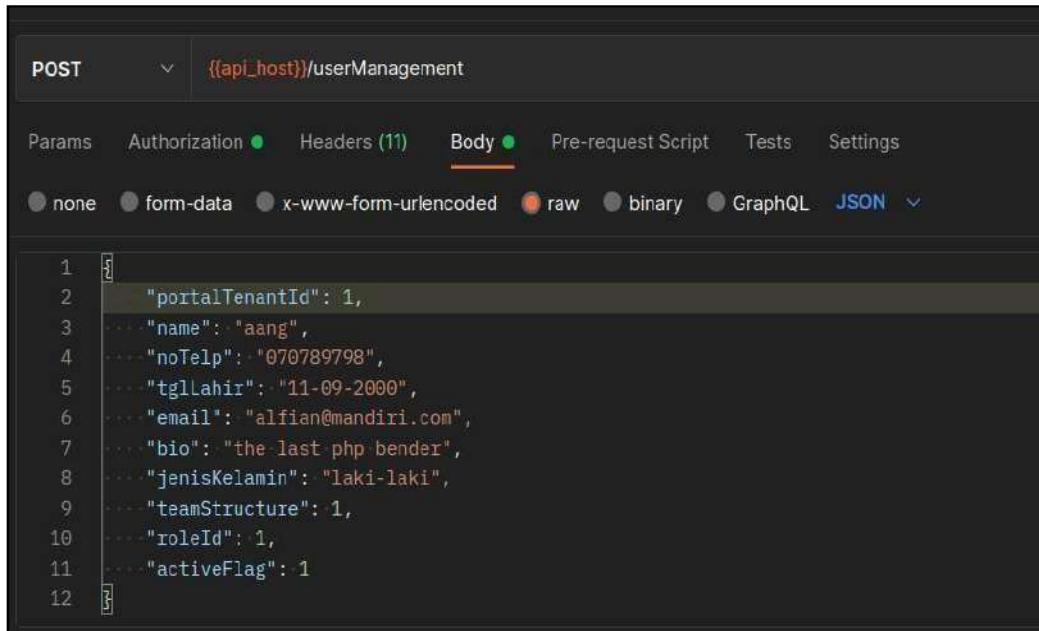 POST {{api_host}}/userManagement
Params Authorization Headers (11) Body Pre-request Script Tests Settings
none form-data x-www-form-urlencoded raw binary GraphQL JSON
1 {
2 "portalTenantId": 1,
3 "name": "aang",
4 "noTelp": "070789798",
5 "tglLahir": "11-09-2000",
6 "email": "alfian@mandiri.com",
7 "bio": "the last php bender",
8 "jenisKelamin": "laki-laki",
9 "teamStructure": 1,
10 "roleId": 1,
11 "activeFlag": 1
12 }